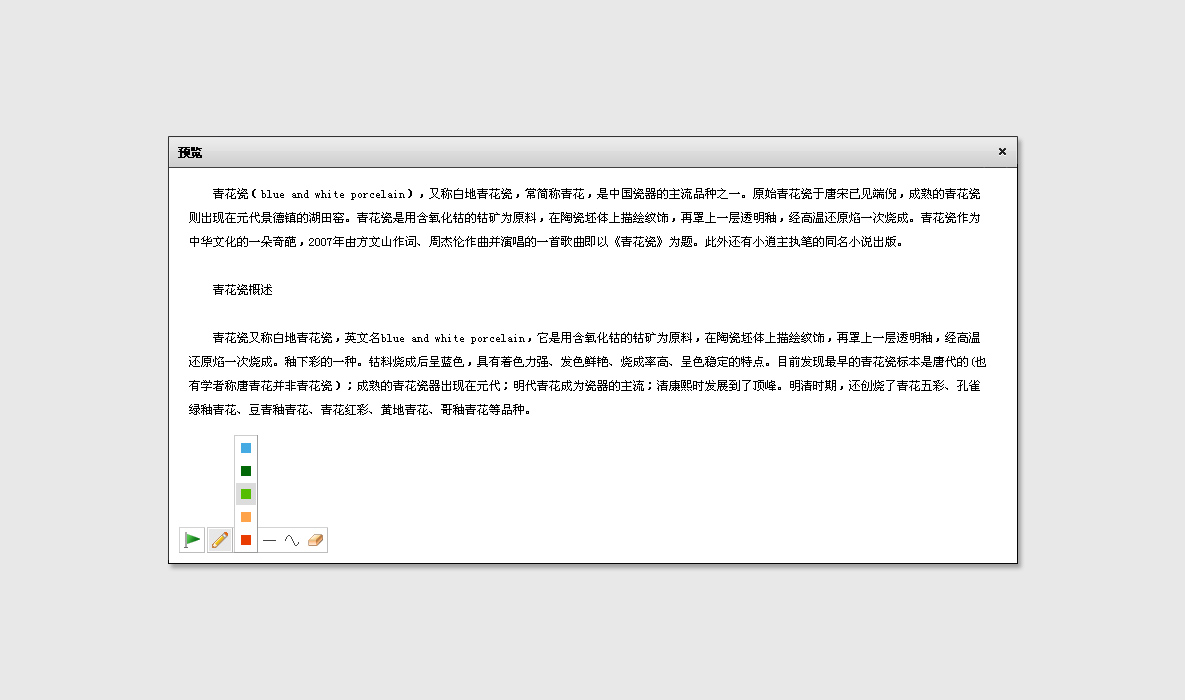 预览
青花瓷(blue and white porcelain),又称白地青花瓷,常简称青花,是中国瓷器的主流品种之一。原始青花瓷于唐宋已见端倪,成熟的青花瓷
则出现在元代景德镇的湖田窑。青花瓷是用含氧化钴的钴矿为原料,在陶瓷坯体上描绘纹饰,再罩上一层透明釉,经高温还原焰一次烧成。青花瓷作为
中华文化的一朵奇葩,2007年由方文山作词、周杰伦作曲并演唱的一首歌曲即以《青花瓷》为题。此外还有小道主执笔的同名小说出版。
青花瓷概述
青花瓷又称白地青花瓷,英文名blue and white porcelain,它是用含氧化钴的钴矿为原料,在陶瓷坯体上描绘纹饰,再罩上一层透明釉,经高温
还原焰一次烧成。釉下彩的一种。钴料烧成后呈蓝色,具有着色力强、发色鲜艳、烧成率高、呈色稳定的特点。目前发现最早的青花瓷标本是唐代的(也
有学者称唐青花并非青花瓷);成熟的青花瓷器出现在元代;明代青花成为瓷器的主流;清康熙时发展到了顶峰。明清时期,还创烧了青花五彩、孔雀
绿釉青花、豆青釉青花、青花红彩、黄地青花、哥釉青花等品种。